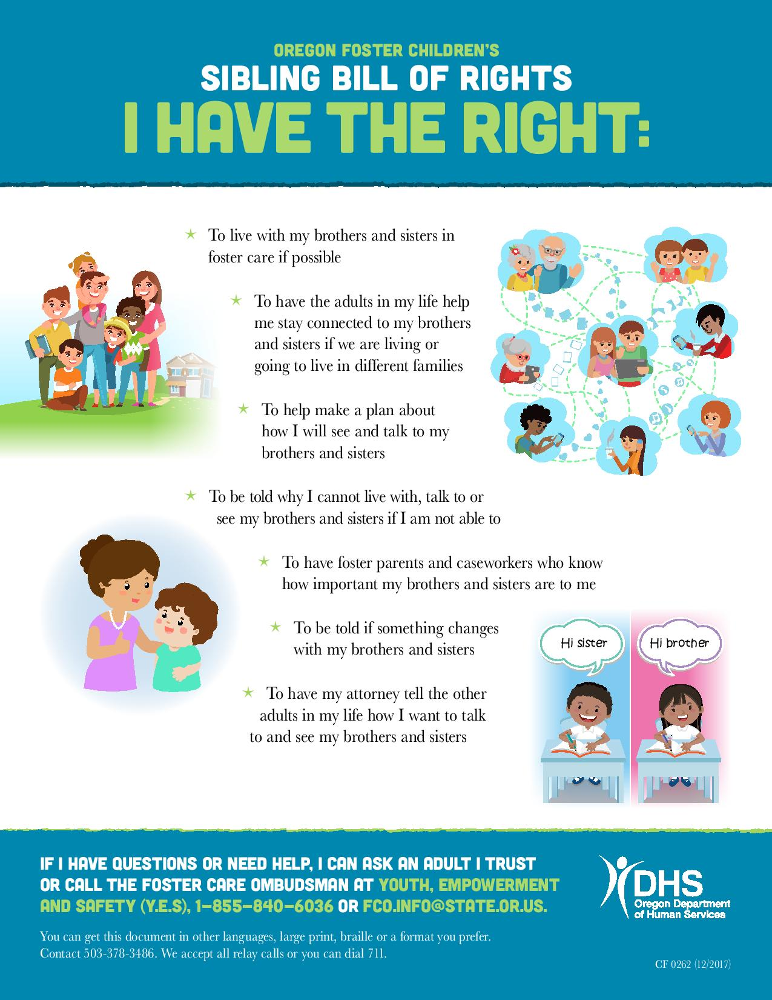 OREGON FOSTER CHILDREN'S
SIBLING BILL OF RIGHTS
I HAVE THE RIGHT:
To live with my brothers and sisters in
foster care if possible
To have the adults in my life help
me stay connected to my brothers
and sisters if we are living or
going to live in different families
To help make a plan about
how I will see and talk to my
brothers and sisters
To be told why I cannot live with, talk to or
see my brothers and sisters if I am not able to
To have foster parents and caseworkers who know
how important my brothers and sisters are to me
To be told if something changes
with my brothers and sisters
To have my attorney tell the other
adults in my life how I want to talk
to and see my brothers and sisters
Hi sister
Hi brother
IF I HAVE QUESTIONS OR NEED HELP, I CAN ASK AN ADULT I TRUST
OR CALL THE FOSTER CARE OMBUDSMAN AT YOUTH, EMPOWERMENT
AND SAFETY (Y.E.S), 1-855-840-6036 OR FCO.INFO@STATE.OR.US.
You can get this document in other languages, large print, braille or a format you prefer.
Contact 503-378-3486. We accept all relay calls or you can dial 711.
DHS
Oregon Department
of Human Services
CF 0262 (12/2017)